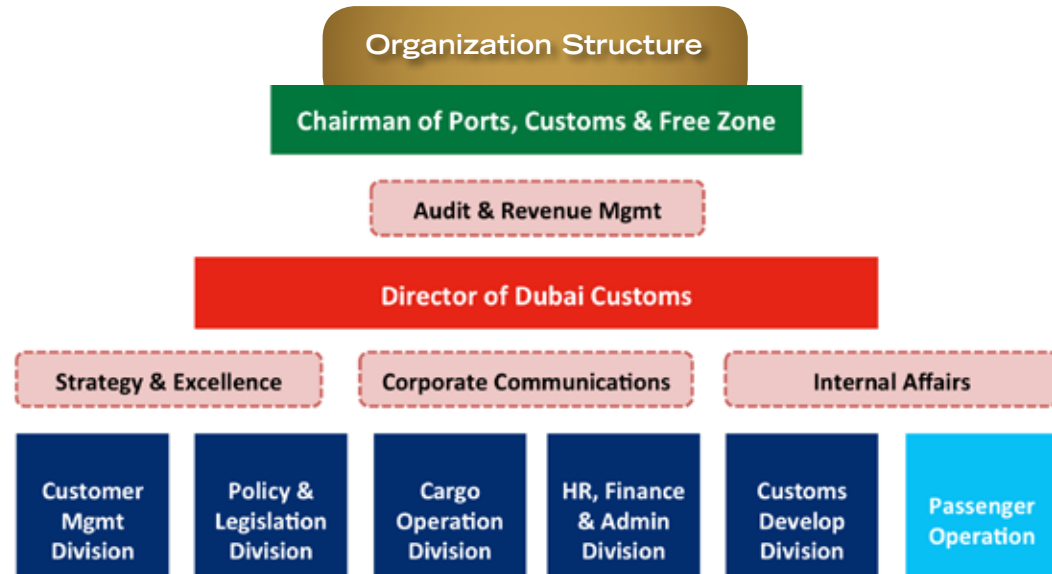 Organization Structure
Chairman of Ports, Customs & Free Zone
Audit & Revenue Mgmt
Director of Dubai Customs
Strategy & Excellence
Corporate Communications
Internal Affairs
Customer
Mgmt
Division
Policy &
Legislation
Division
Cargo
Operation
Division
HR, Finance
& Admin
Division
Customs
Develop
Division
Passenger
Operation